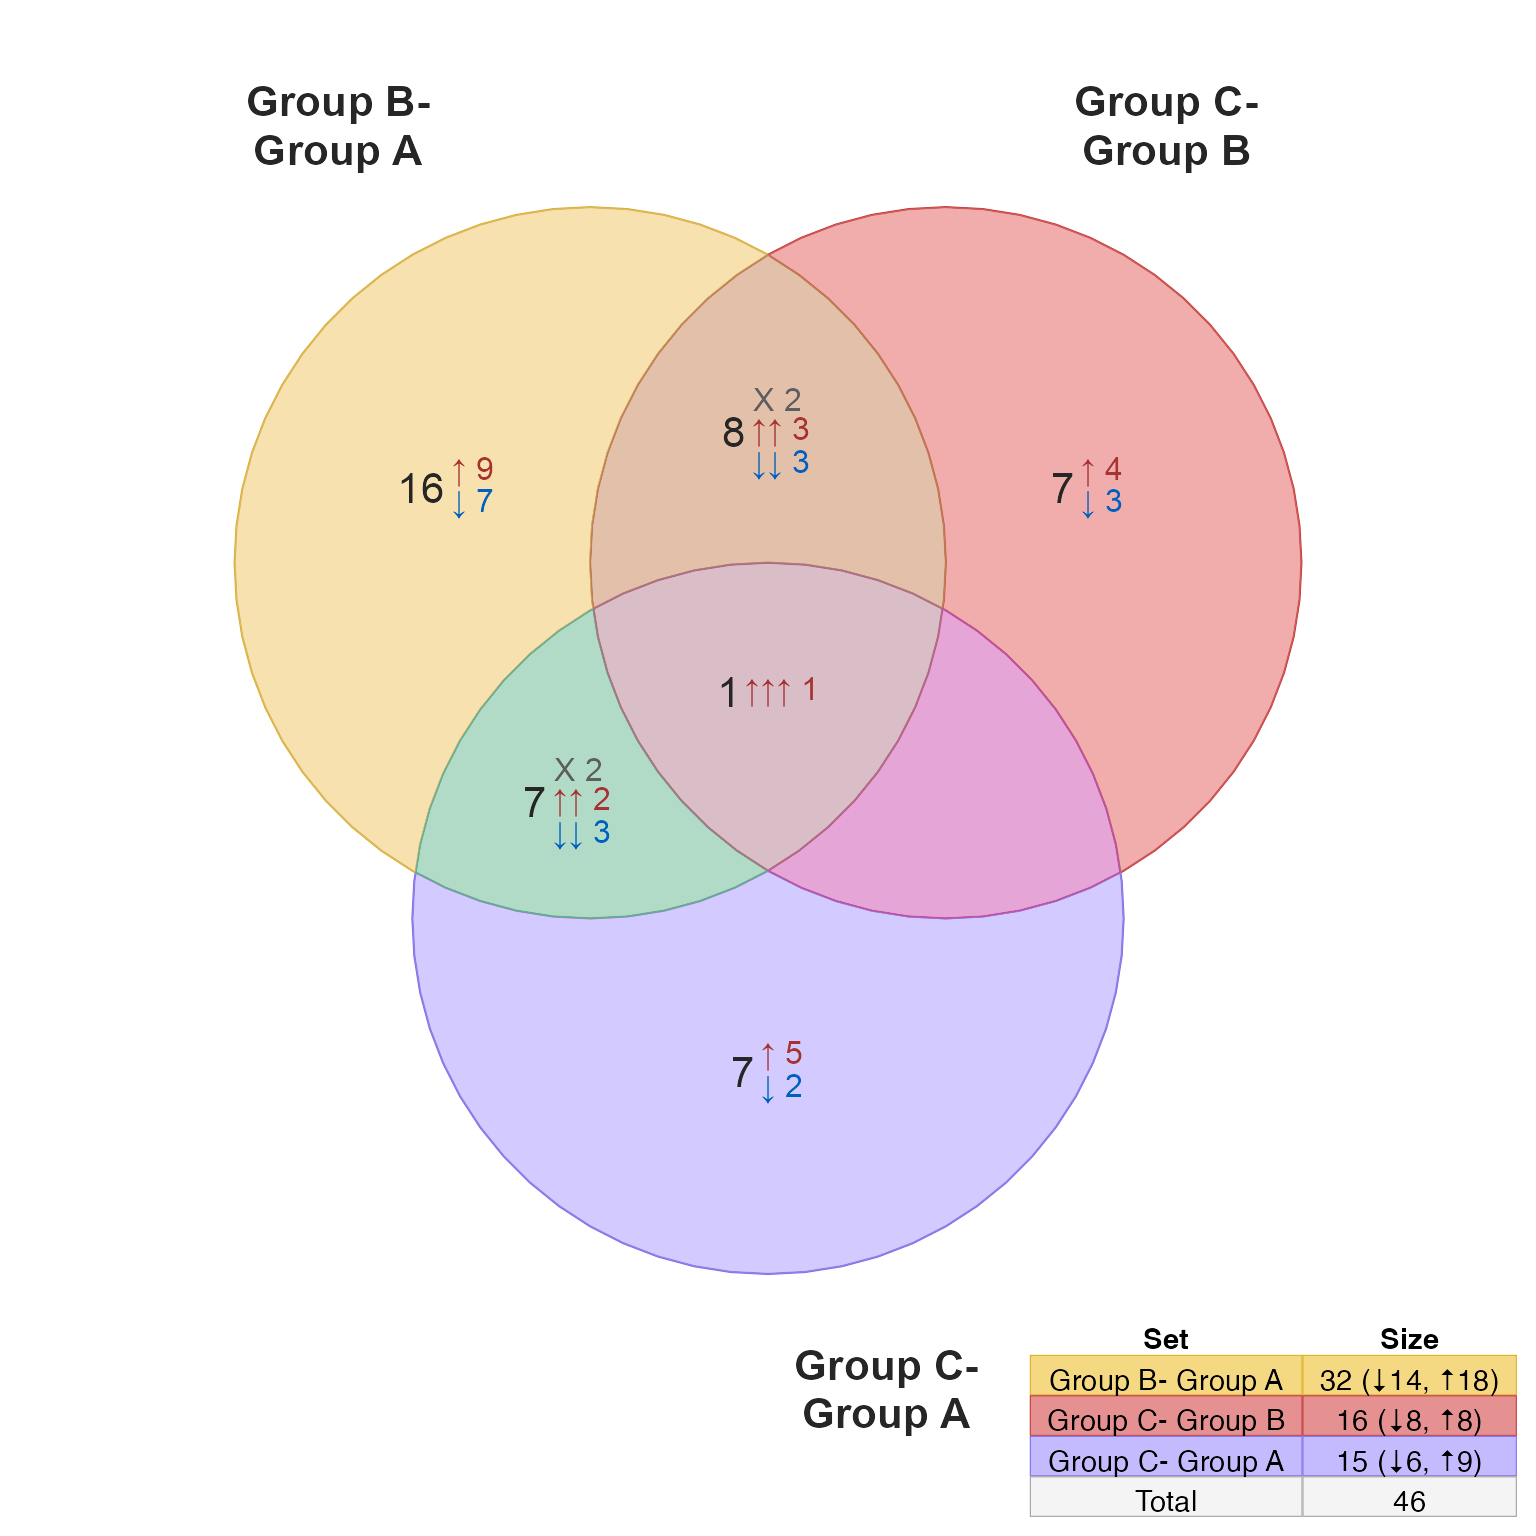 Group B-
Group A
Group C-
Group B
X 2
8 ↑↑ 3
↓↓ 3
16 ↑ 9
↓ 7
7 ↑ 4
↓ 3
1 ↑↑↑ 1
X 2
7 ↑↑ 2
↓↓ 3
7 ↑ 5
↓ 2
Group C-
Group A
Set Size
Group B- Group A 32 (↓14, ↑18)
Group C- Group B 16 (↓8, ↑8)
Group C- Group A 15 (↓6, ↑9)
Total 46